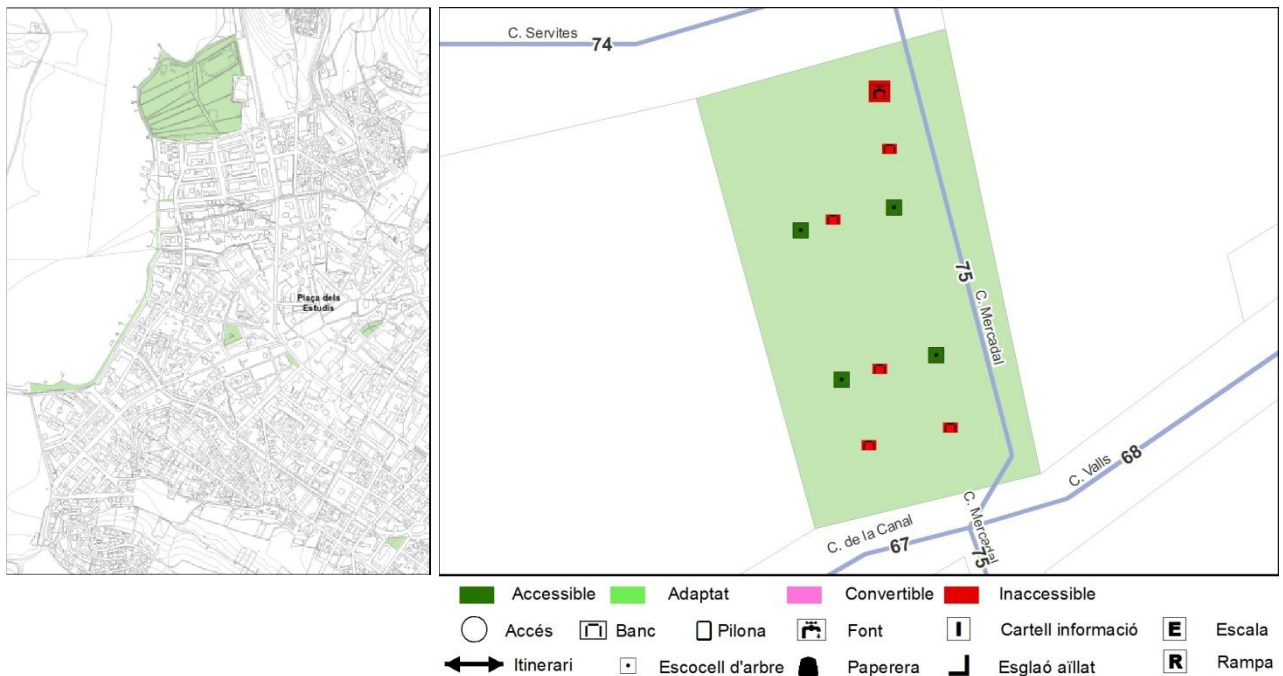 C. Servites
74
75
C. Mercadal
Plaça dels
Estudis
C. Valls
68
C. de la Canal
67
C. Mercadal
75
Accessible Adaptat Convertible Inaccessible
Accés Banc Pilona Font I Cartell informació E Escala
Itinerari Escocell d'arbre Paperera Esglaó aïllat R Rampa